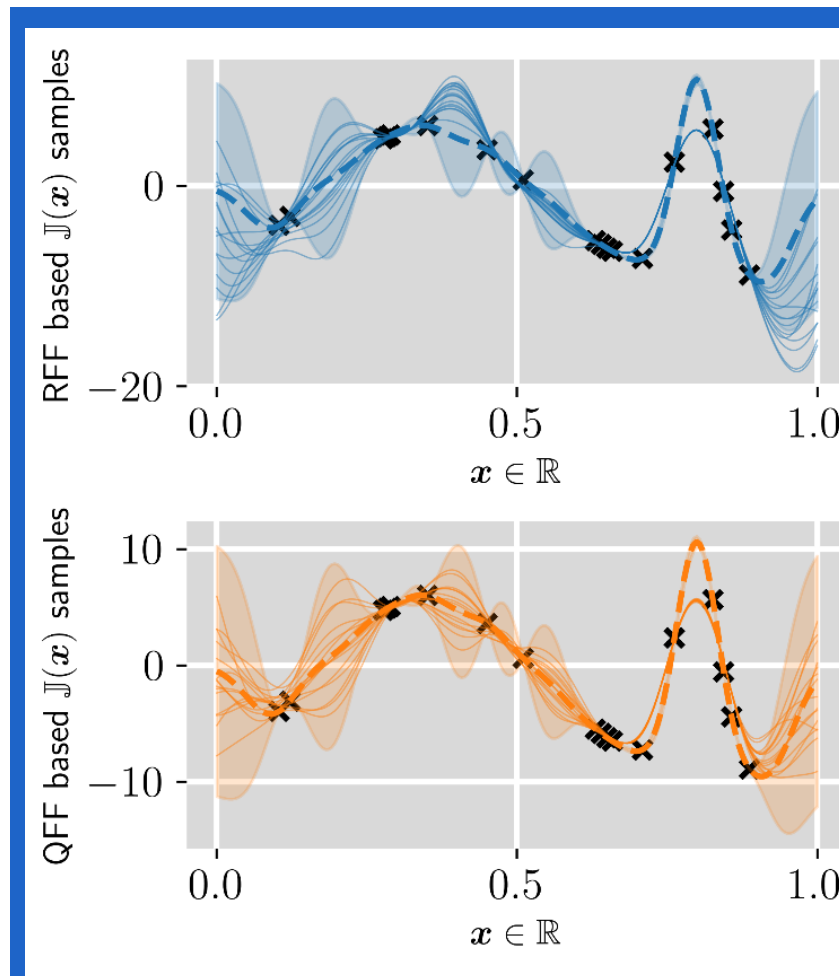 RFF based 𝕁(𝒙) samples
0
−20
0.0 0.5 1.0
𝒙 ∈ ℝ
QFF based 𝕁(𝒙) samples
10
0
−10
0.0 0.5 1.0
𝒙 ∈ ℝ